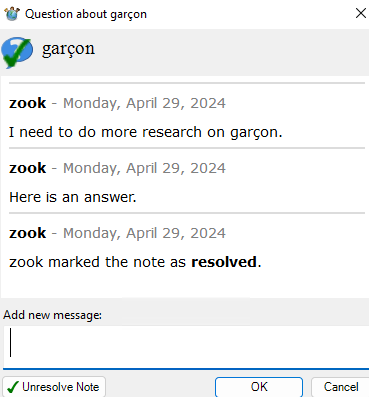 Question about garçon
garçon
zook - Monday, April 29, 2024
I need to do more research on garçon.
zook - Monday, April 29, 2024
Here is an answer.
zook - Monday, April 29, 2024
zook marked the note as resolved.
Add new message:
Unresolve Note OK Cancel